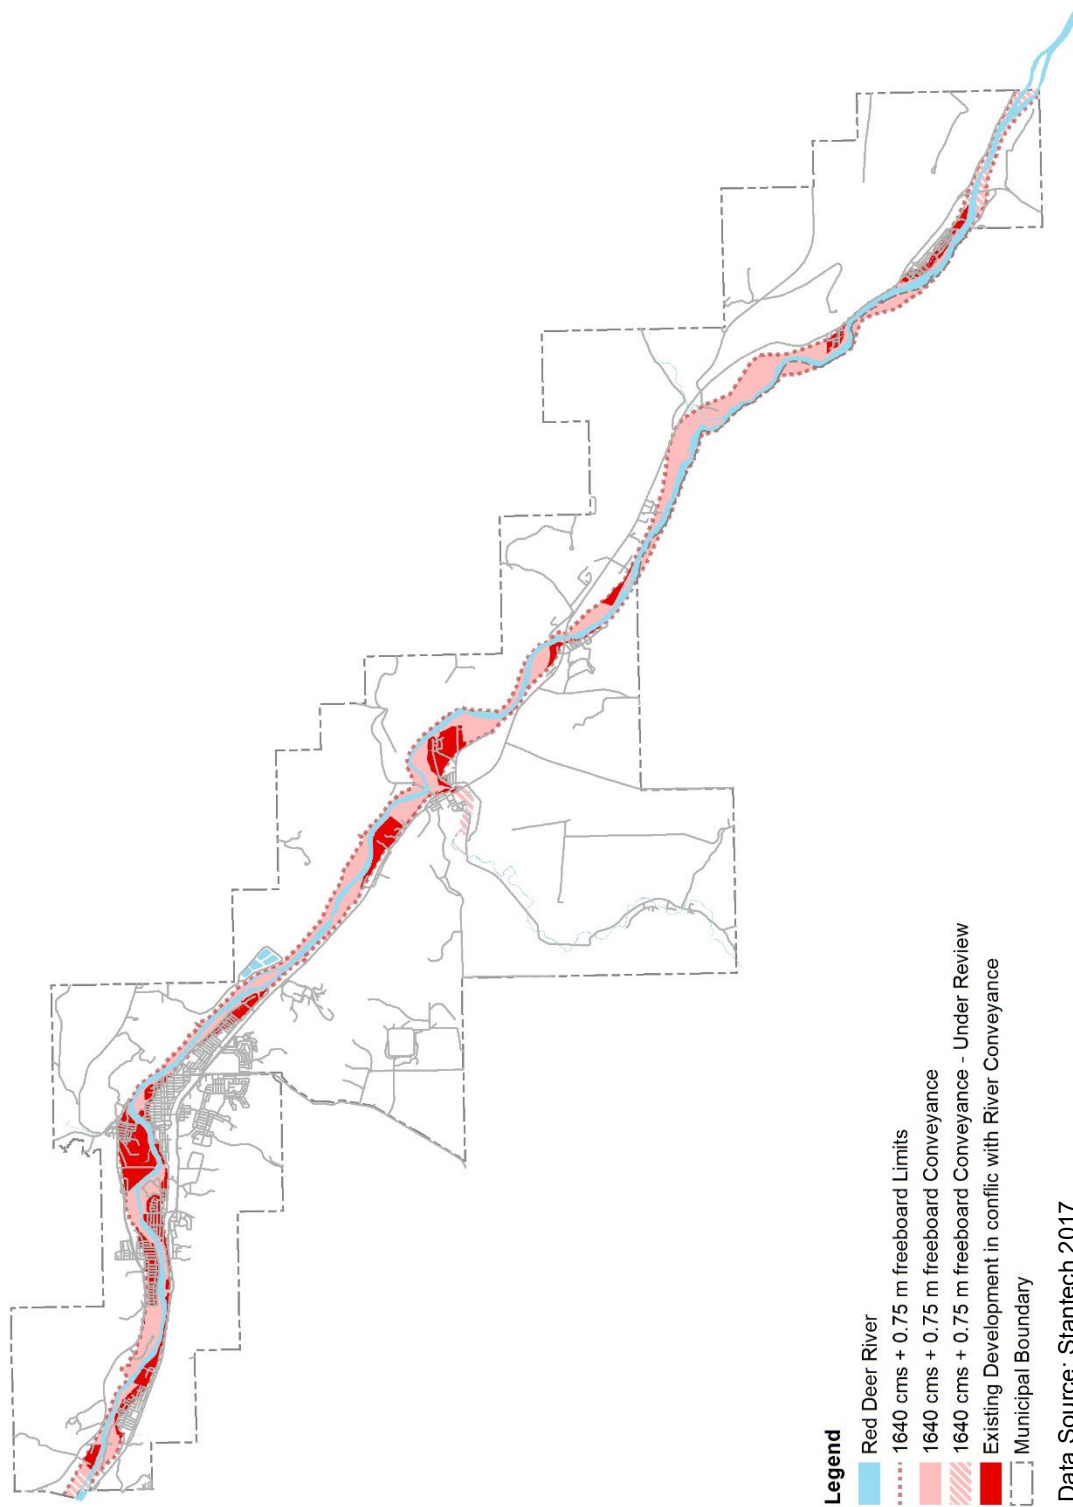 Legend
Red Deer River
1640 cms + 0.75 m freeboard Limits
1640 cms + 0.75 m freeboard Conveyance
1640 cms + 0.75 m freeboard Conveyance - Under Review
Existing Development in conflic with River Conveyance
Municipal Boundary
Data Source: Stantech 2017